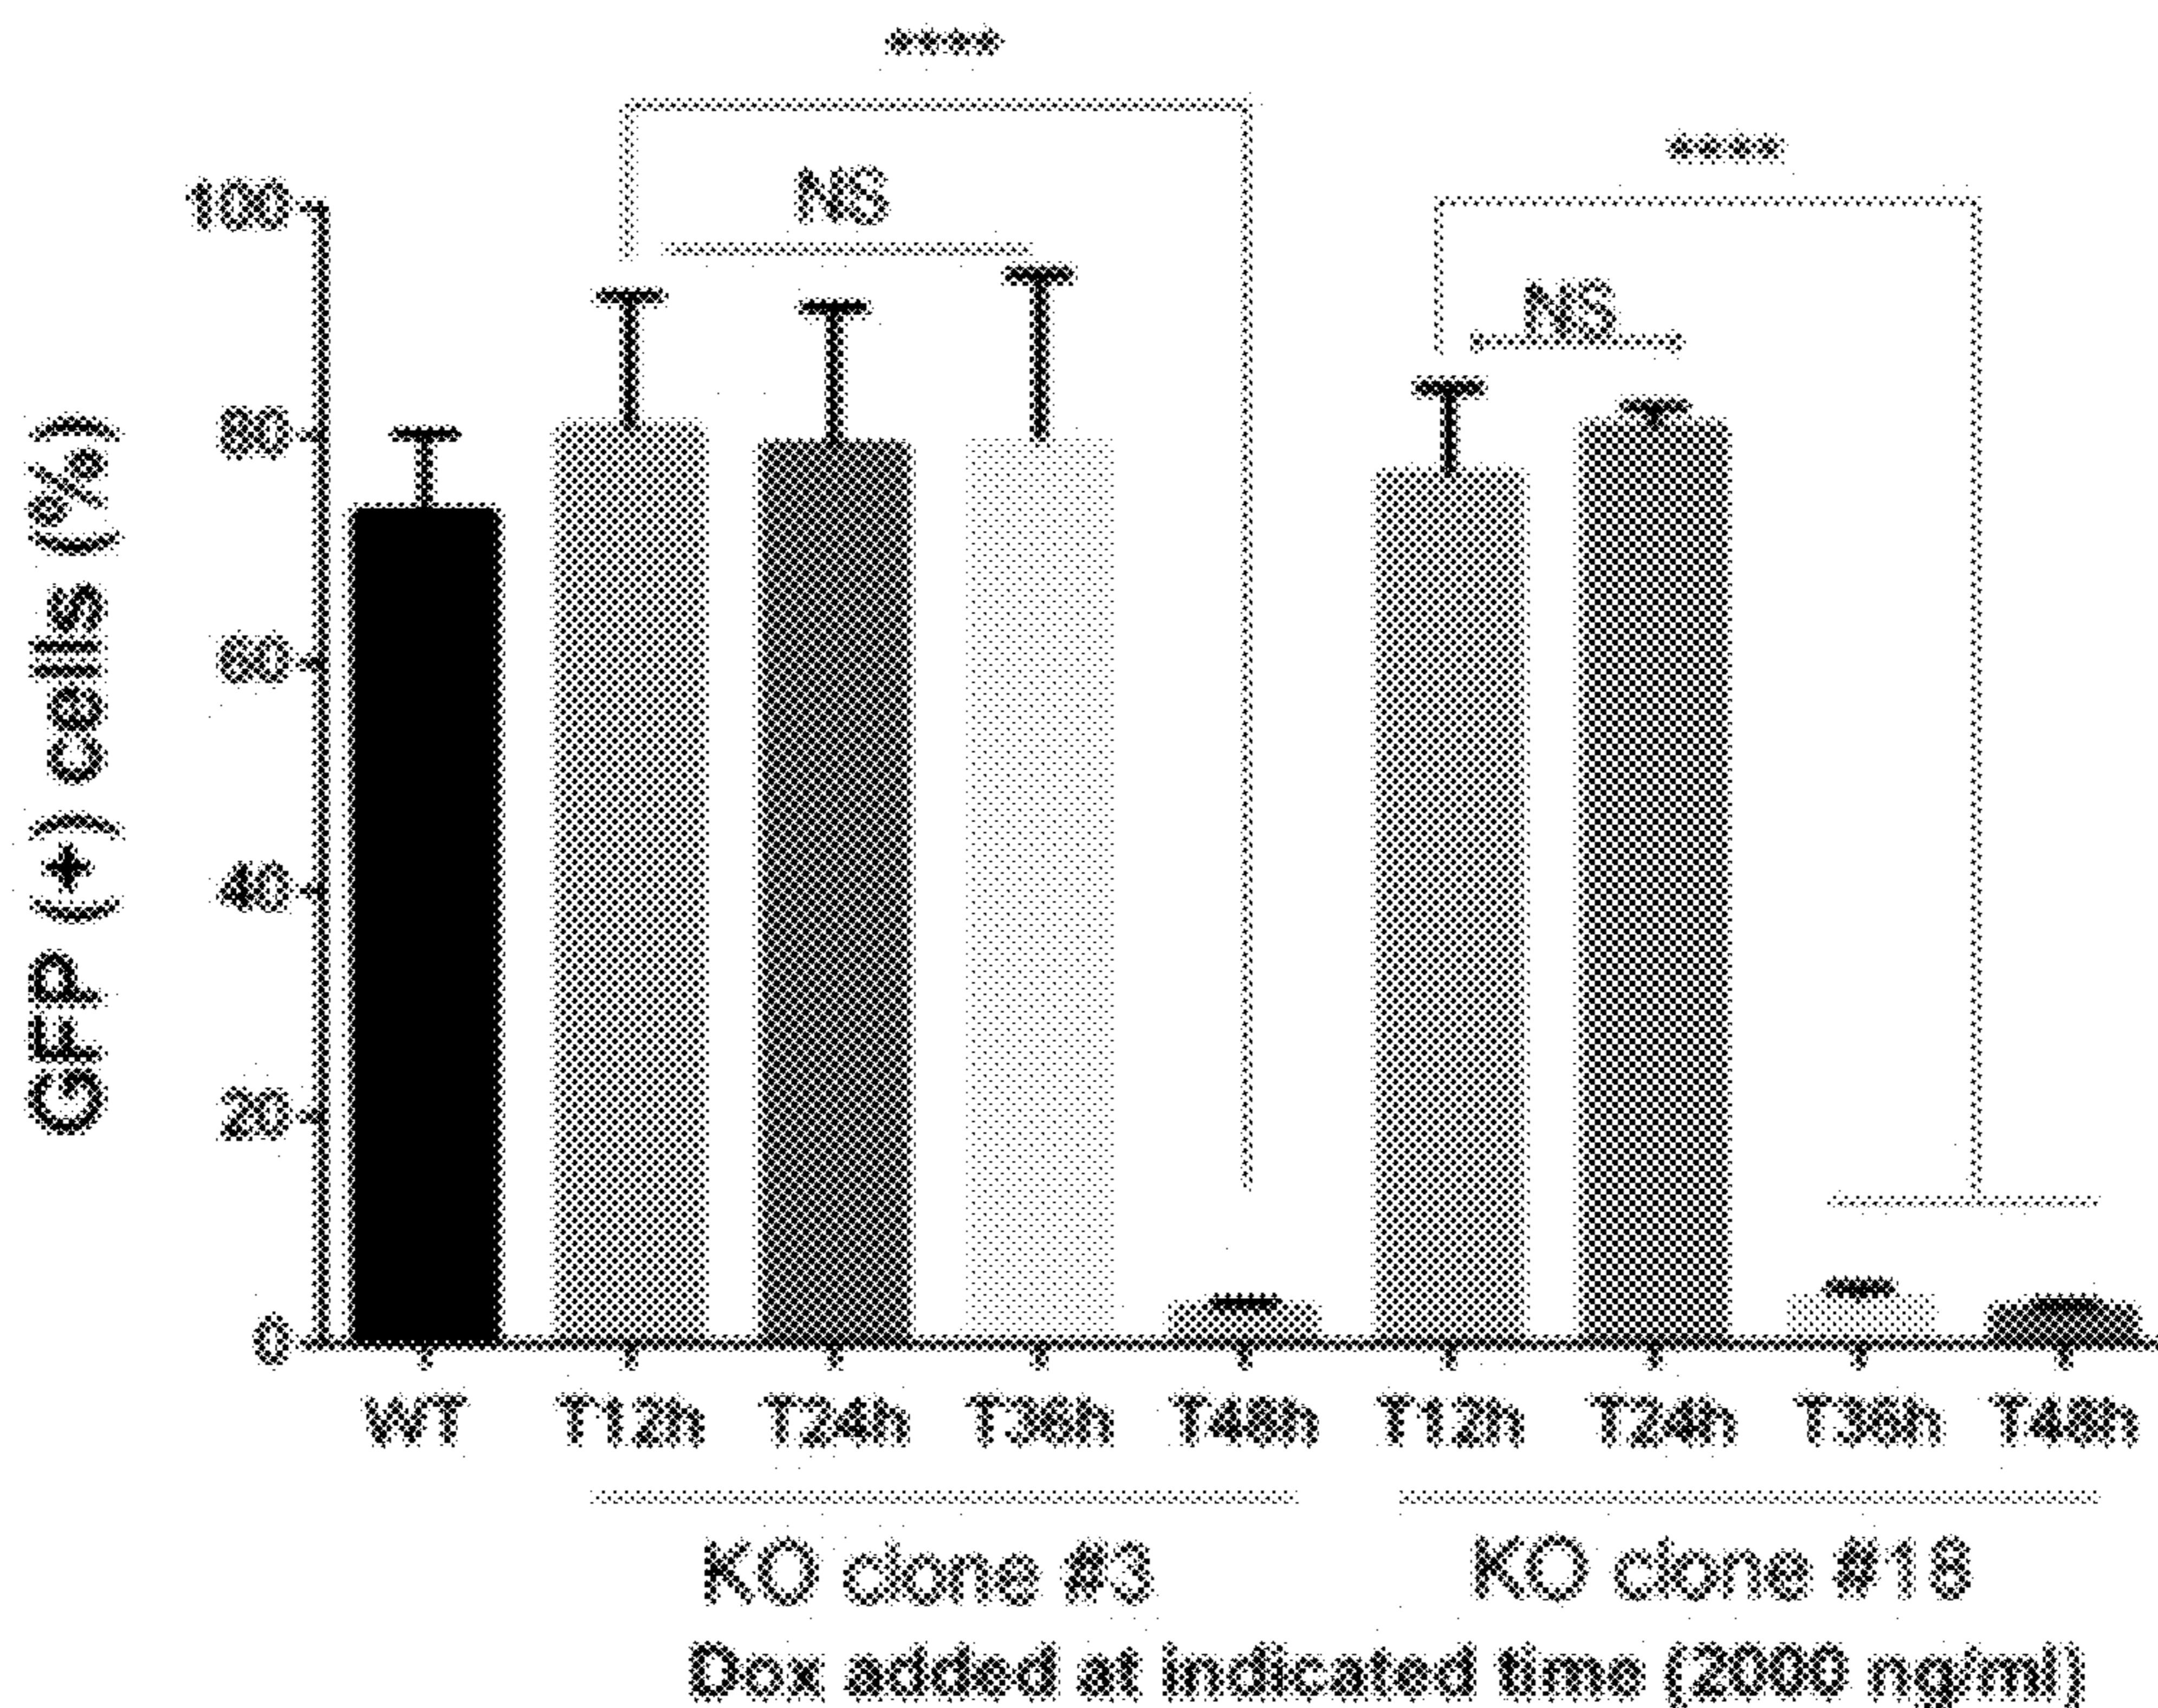 ****
****
NS
NS
GFP (+) cells (%)
100
80
60
40
20
0
WT T12h T24h T36h T48h T12h T24h T36h T48h
KO clone #3 KO clone #18
Dox added at indicated time (2000 ng/ml)